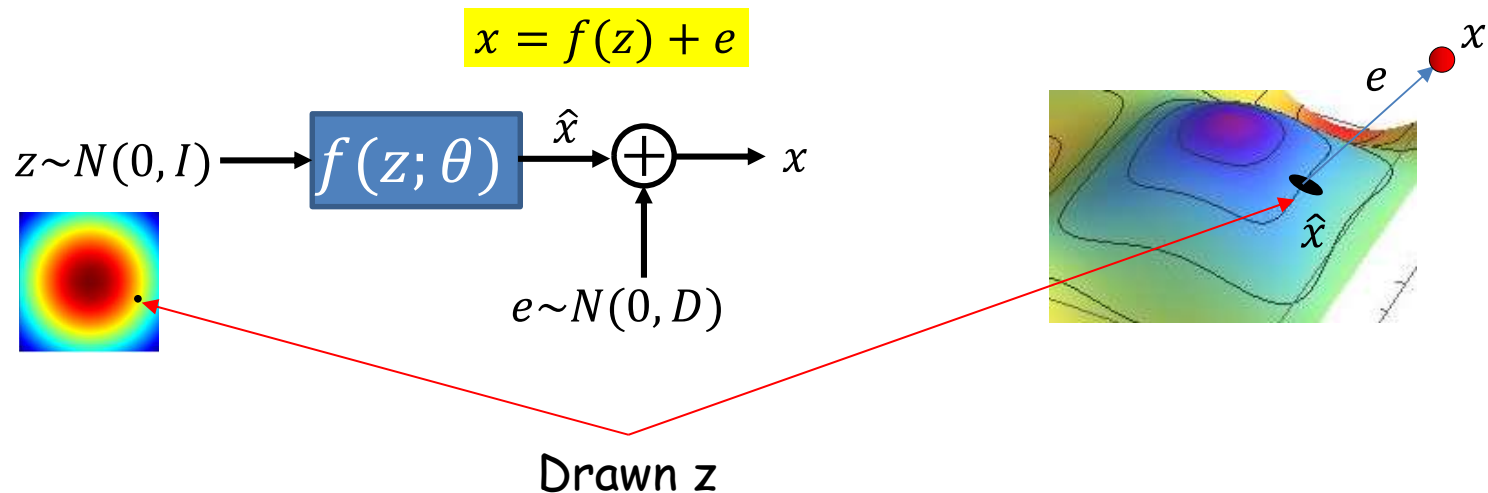 x = f(z) + e
z~N(0, I)
f(z; θ)
x̂
x
e~N(0, D)
x
e
x̂
Drawn z